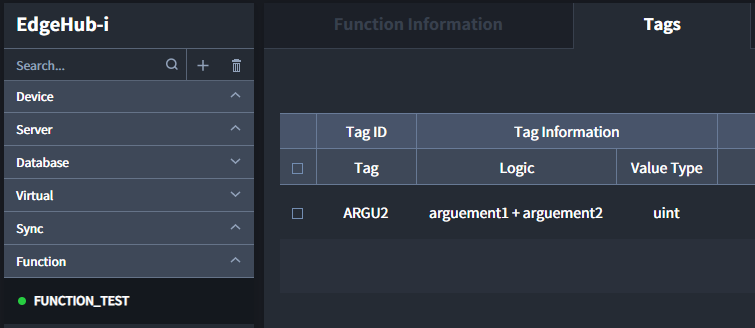 EdgeHub-i
Function Information
Tags
Search...
Device
Server
Database
Virtual
Sync
Function
FUNCTION_TEST
Tag ID
Tag Information
Tag
Logic
Value Type
ARGU2
arguement1 + arguement2
uint